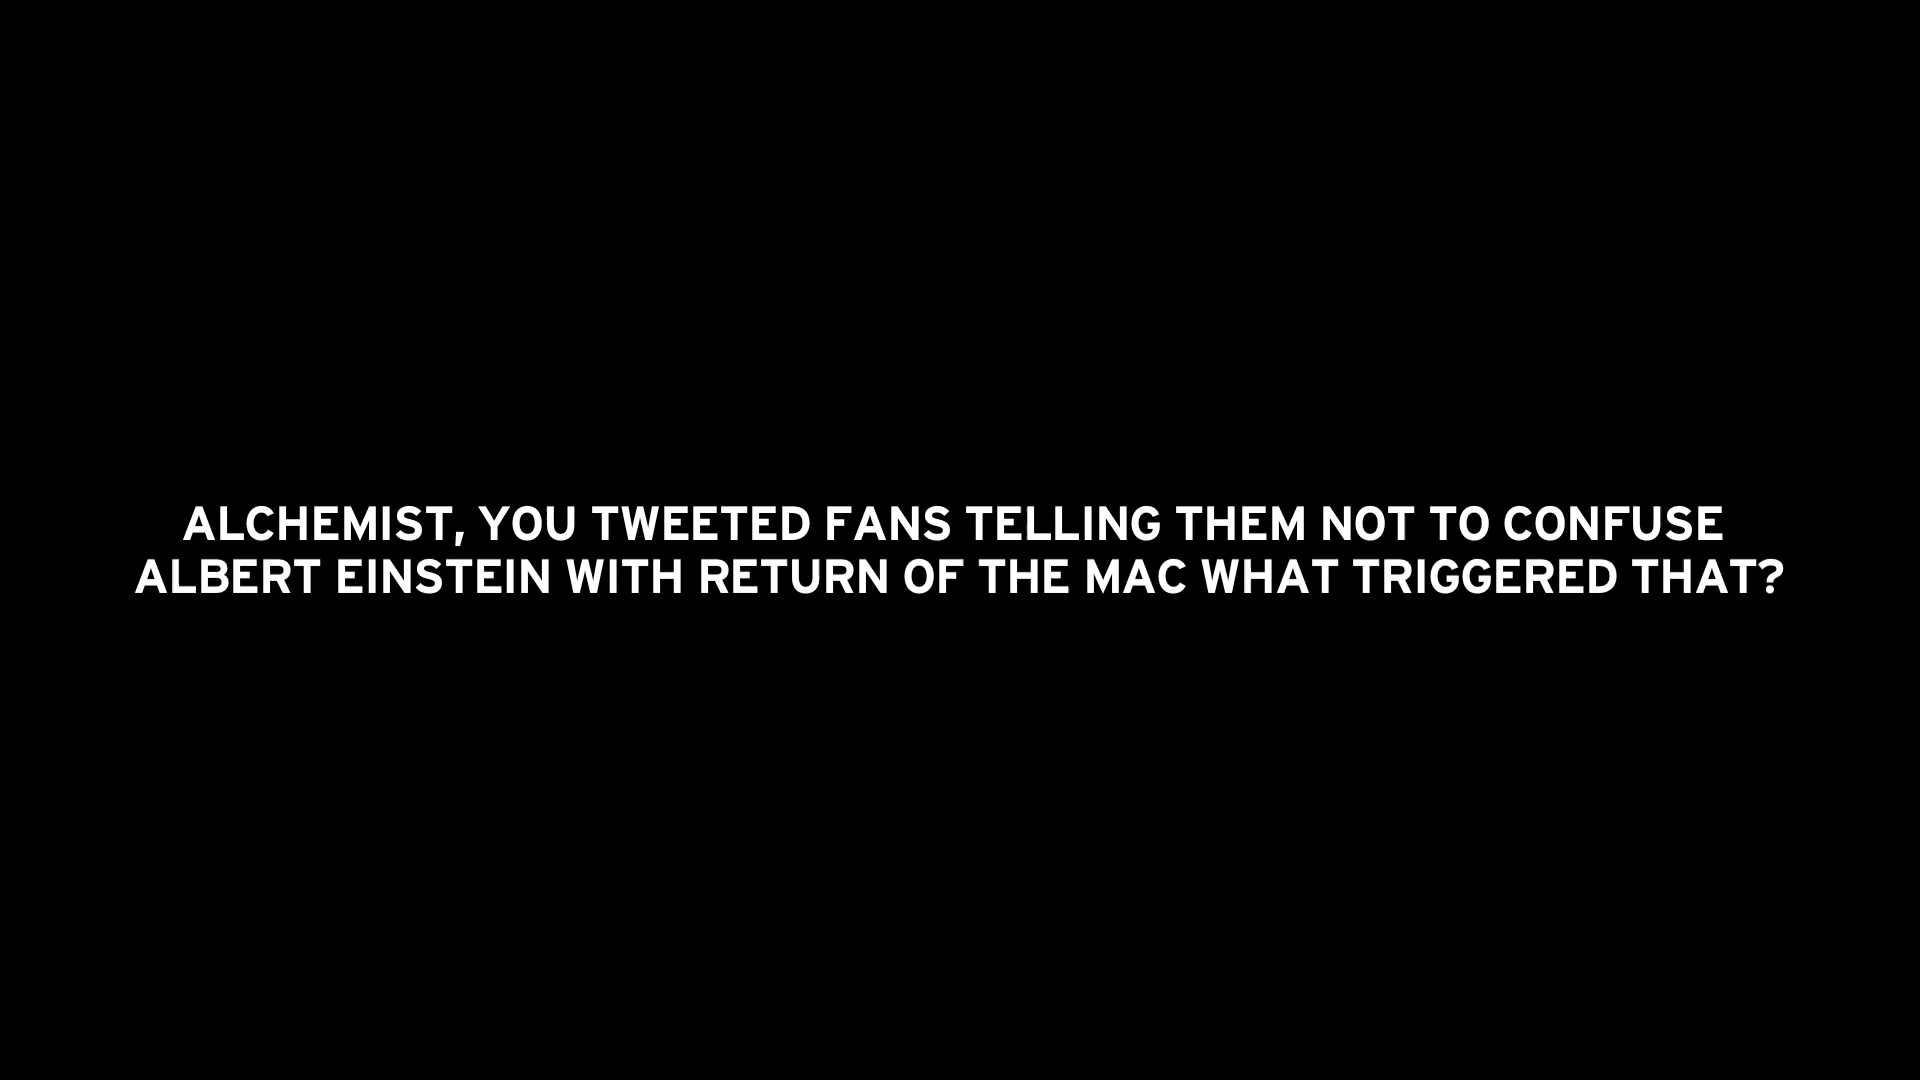 ALCHEMIST, YOU TWEETED FANS TELLING THEM NOT TO CONFUSE
ALBERT EINSTEIN WITH RETURN OF THE MAC WHAT TRIGGERED THAT?